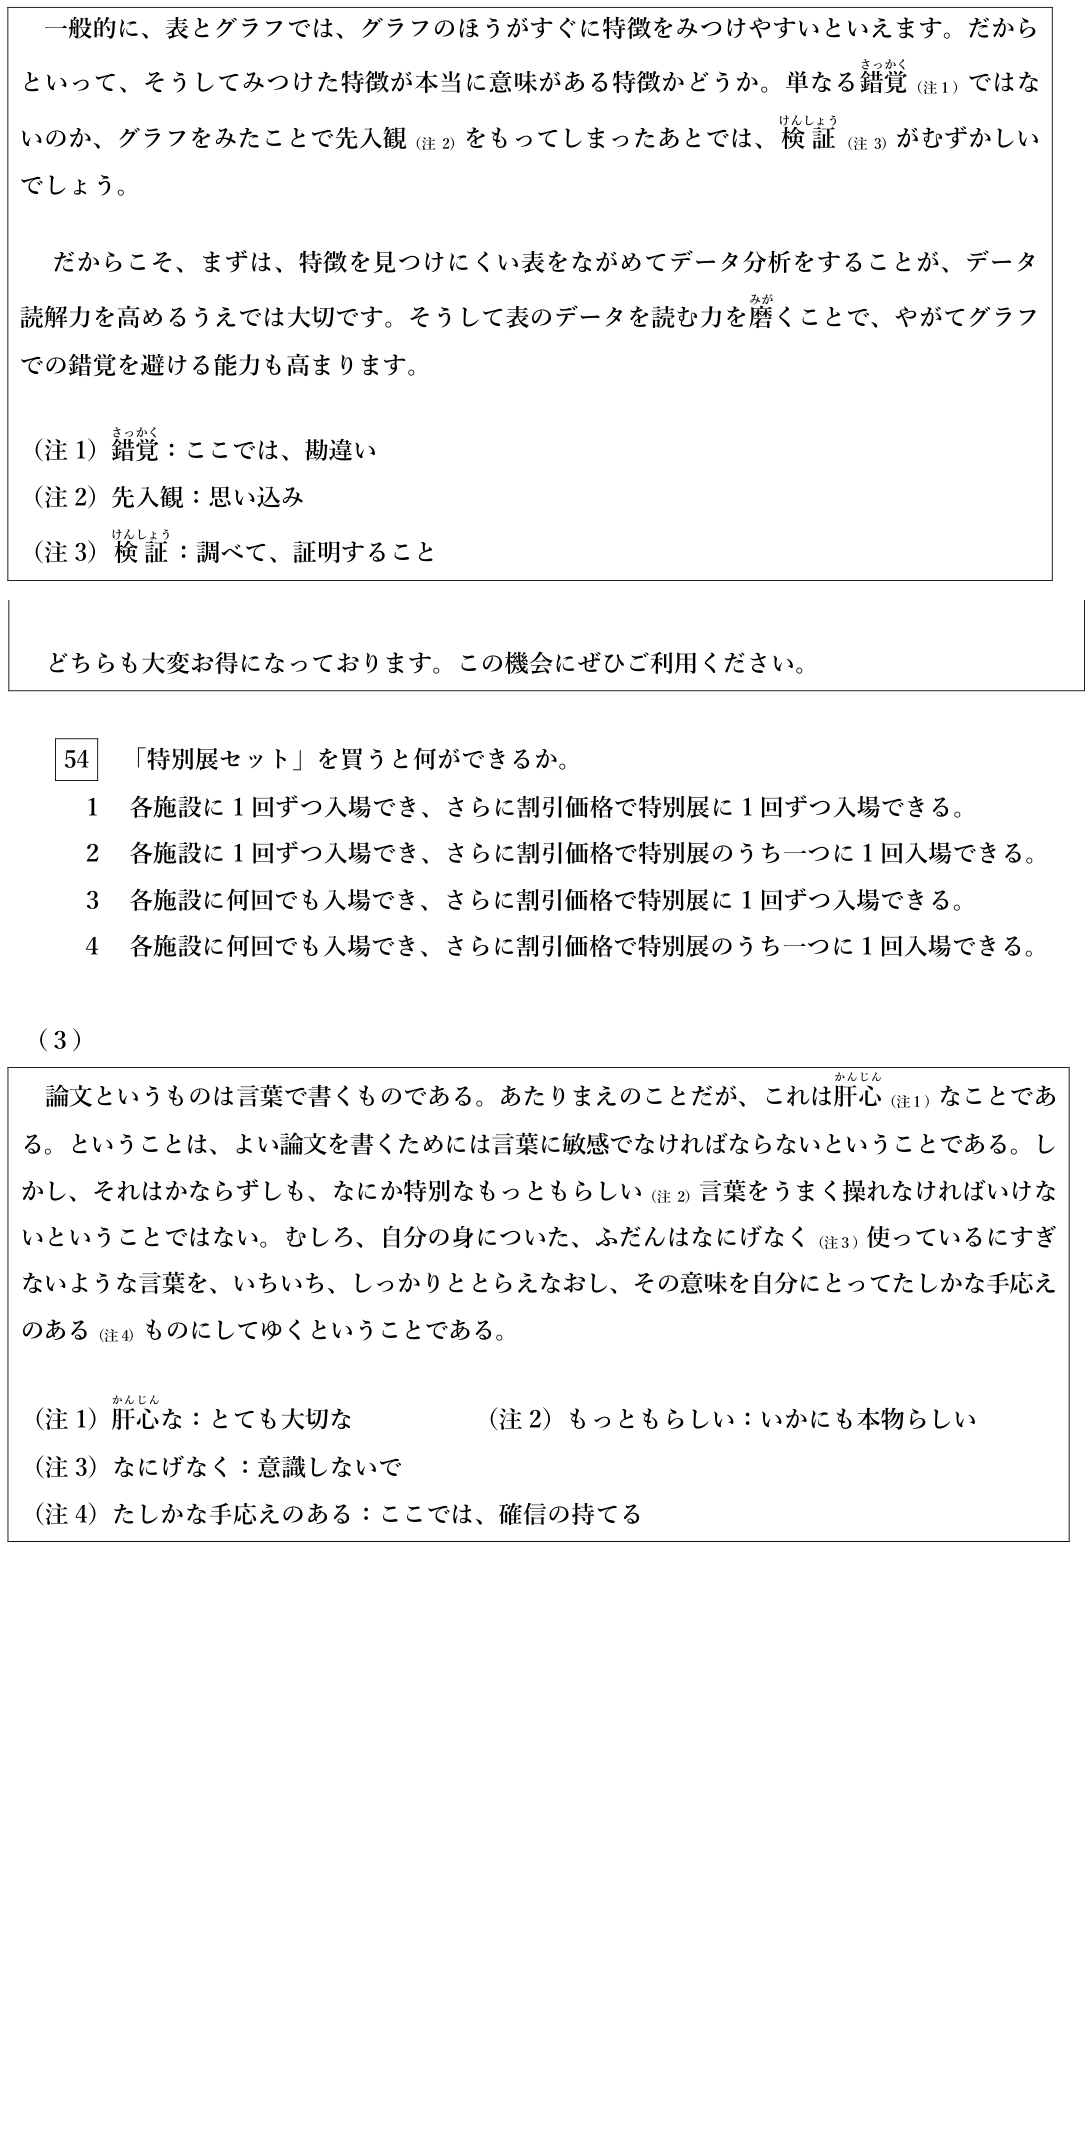 一般的に、表とグラフでは、グラフのほうがすぐに特徴をみつけやすいといえます。だから
といって、そうしてみつけた特徴が本当に意味がある特徴かどうか。単なる錯覚（注1）ではな
いのか、グラフをみたことで先入観（注2）をもってしまったあとでは、検証（注3）がむずかしい
でしょう。
だからこそ、まずは、特徴を見つけにくい表をながめてデータ分析をすることが、データ
読解力を高めるうえでは大切です。そうして表のデータを読む力を磨くことで、やがてグラフ
での錯覚を避ける能力も高まります。
（注1）錯覚：ここでは、勘違い
（注2）先入観：思い込み
（注3）検証：調べて、証明すること
どちらも大変お得になっております。この機会にぜひご利用ください。
54 「特別展セット」を買うと何ができるか。
1 各施設に1回ずつ入場でき、さらに割引価格で特別展に1回ずつ入場できる。
2 各施設に1回ずつ入場でき、さらに割引価格で特別展のうち一つに1回入場できる。
3 各施設に何回でも入場でき、さらに割引価格で特別展に1回ずつ入場できる。
4 各施設に何回でも入場でき、さらに割引価格で特別展のうち一つに1回入場できる。
（3）
論文というものは言葉で書くものである。あたりまえのことだが、これは肝心（注1）なことであ
る。ということは、よい論文を書くためには言葉に敏感でなければならないということである。し
かし、それはかならずしも、なにか特別なもっともらしい（注2）言葉をうまく操れなければいけな
いということではない。むしろ、自分の身についた、ふだんはなにげなく（注3）使っているにすぎ
ないような言葉を、いちいち、しっかりととらえなおし、その意味を自分にとってたしかな手応え
のある（注4）ものにしてゆくということである。
（注1）肝心な：とても大切な （注2）もっともらしい：いかにも本物らしい
（注3）なにげなく：意識しないで
（注4）たしかな手応えのある：ここでは、確信の持てる